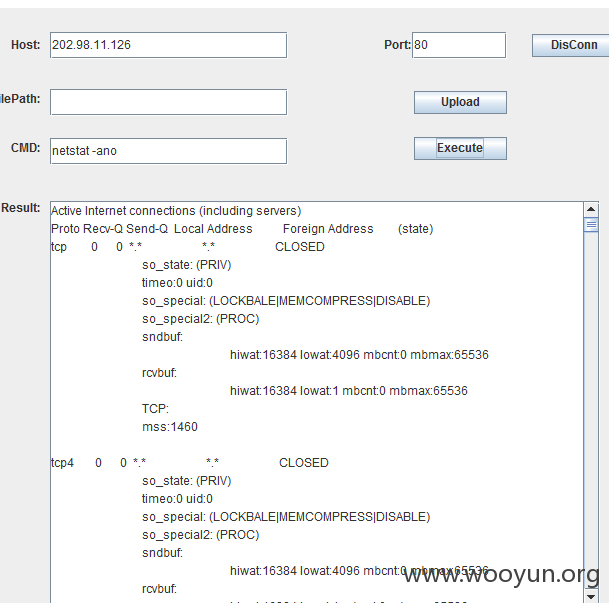 Host: 202.98.11.126 Port: 80 DisConn
ilePath: Upload
CMD: netstat -ano Execute
Result: Active Internet connections (including servers)
Proto Recv-Q Send-Q Local Address Foreign Address (state)
tcp 0 0 *.* *.* CLOSED
so_state: (PRIV)
timeo:0 uid:0
so_special: (LOCKBALE|MEMCOMPRESS|DISABLE)
so_special2: (PROC)
sndbuf:
hiwat:16384 lowat:4096 mbcnt:0 mbmax:65536
rcvbuf:
hiwat:16384 lowat:1 mbcnt:0 mbmax:65536
TCP:
mss:1460
tcp4 0 0 *.* *.* CLOSED
so_state: (PRIV)
timeo:0 uid:0
so_special: (LOCKBALE|MEMCOMPRESS|DISABLE)
so_special2: (PROC)
sndbuf:
hiwat:16384 lowat:4096 mbcnt:0 mbmax:65536
www.wooyun.org
rcvbuf: